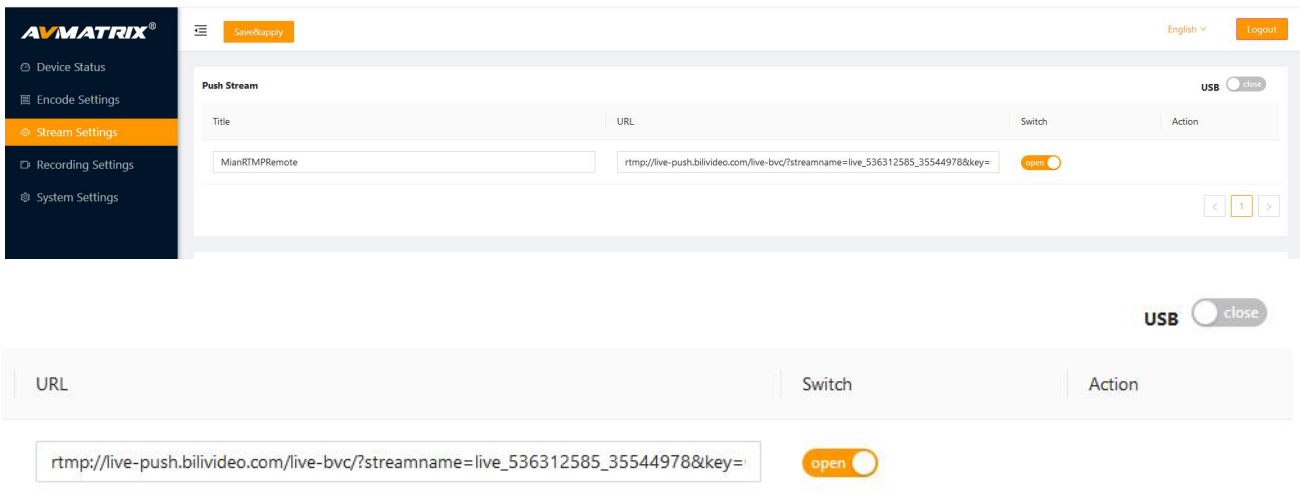 AVMATRIX®
Save&apply
English
Logout
Device Status
Encode Settings
Stream Settings
Recording Settings
System Settings
Push Stream
USB close
Title URL Switch Action
MianRTMPRemote rtmp://live-push.bilivideo.com/live-bvc/?streamname=live_536312585_35544978&key= open
< 1 >
USB close
URL Switch Action
rtmp://live-push.bilivideo.com/live-bvc/?streamname=live_536312585_35544978&key= open